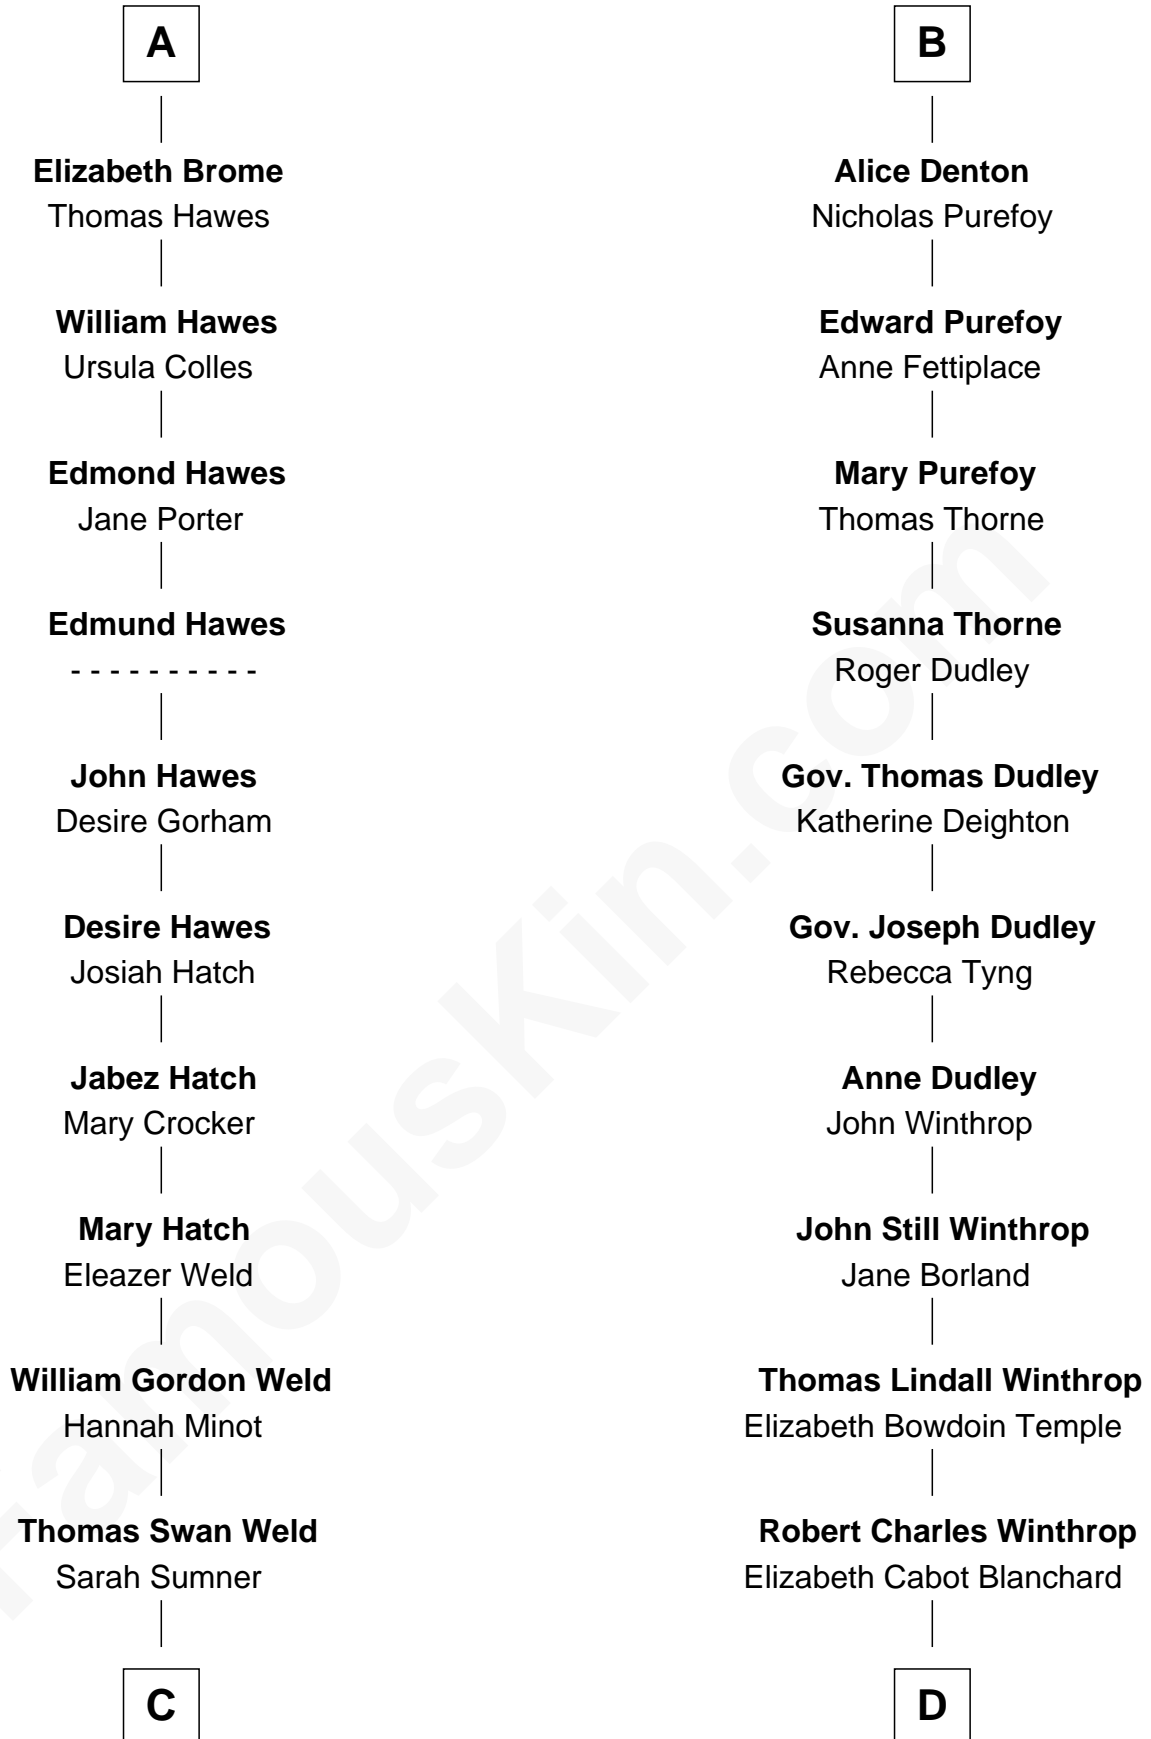 A
Elizabeth Brome
Thomas Hawes
William Hawes
Ursula Colles
Edmond Hawes
Jane Porter
Edmund Hawes
- - - - - - - - - -
John Hawes
Desire Gorham
Desire Hawes
Josiah Hatch
Jabez Hatch
Mary Crocker
Mary Hatch
Eleazer Weld
William Gordon Weld
Hannah Minot
Thomas Swan Weld
Sarah Sumner
C
B
Alice Denton
Nicholas Purefoy
Edward Purefoy
Anne Fettiplace
Mary Purefoy
Thomas Thorne
Susanna Thorne
Roger Dudley
Gov. Thomas Dudley
Katherine Deighton
Gov. Joseph Dudley
Rebecca Tyng
Anne Dudley
John Winthrop
John Still Winthrop
Jane Borland
Thomas Lindall Winthrop
Elizabeth Bowdoin Temple
Robert Charles Winthrop
Elizabeth Cabot Blanchard
D
FamousKin.com